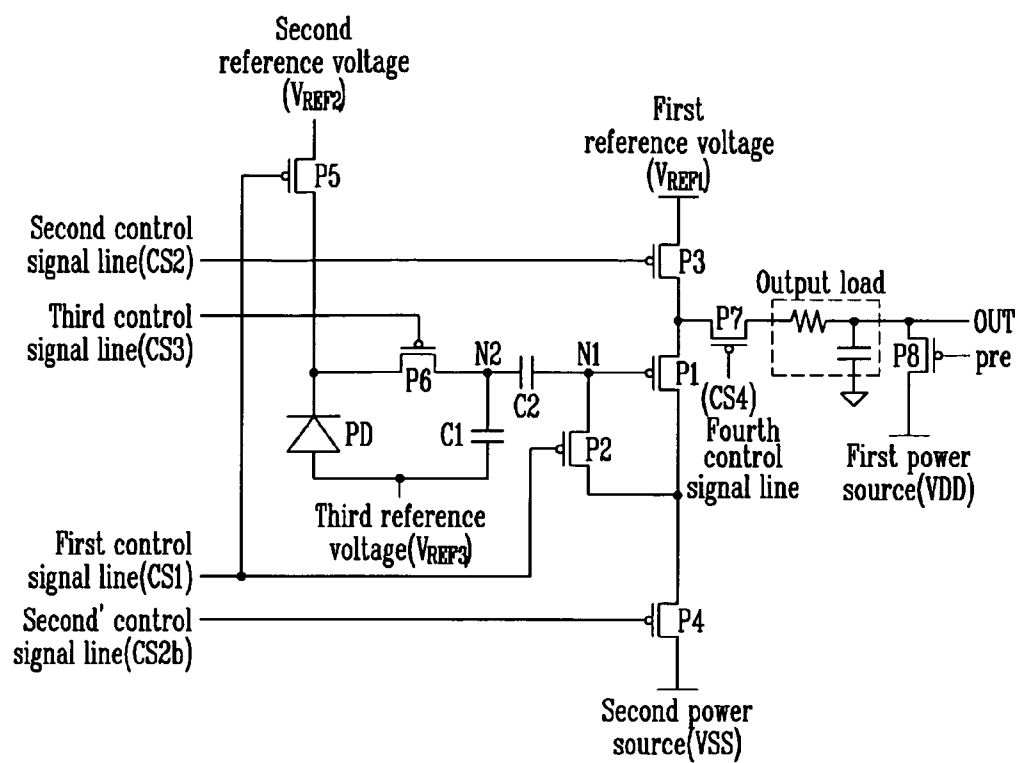 Second
reference voltage
(VREF2)
First
reference voltage
(VREF1)
P5
Second control
signal line(CS2)
P3
Output load
Third control
signal line(CS3)
P7
OUT
P8
pre
P6
N2
N1
C2
P1
(CS4)
Fourth
control
signal line
PD
C1
P2
First power
source(VDD)
Third reference
voltage(VREF3)
First control
signal line(CS1)
Second' control
signal line(CS2b)
P4
Second power
source(VSS)